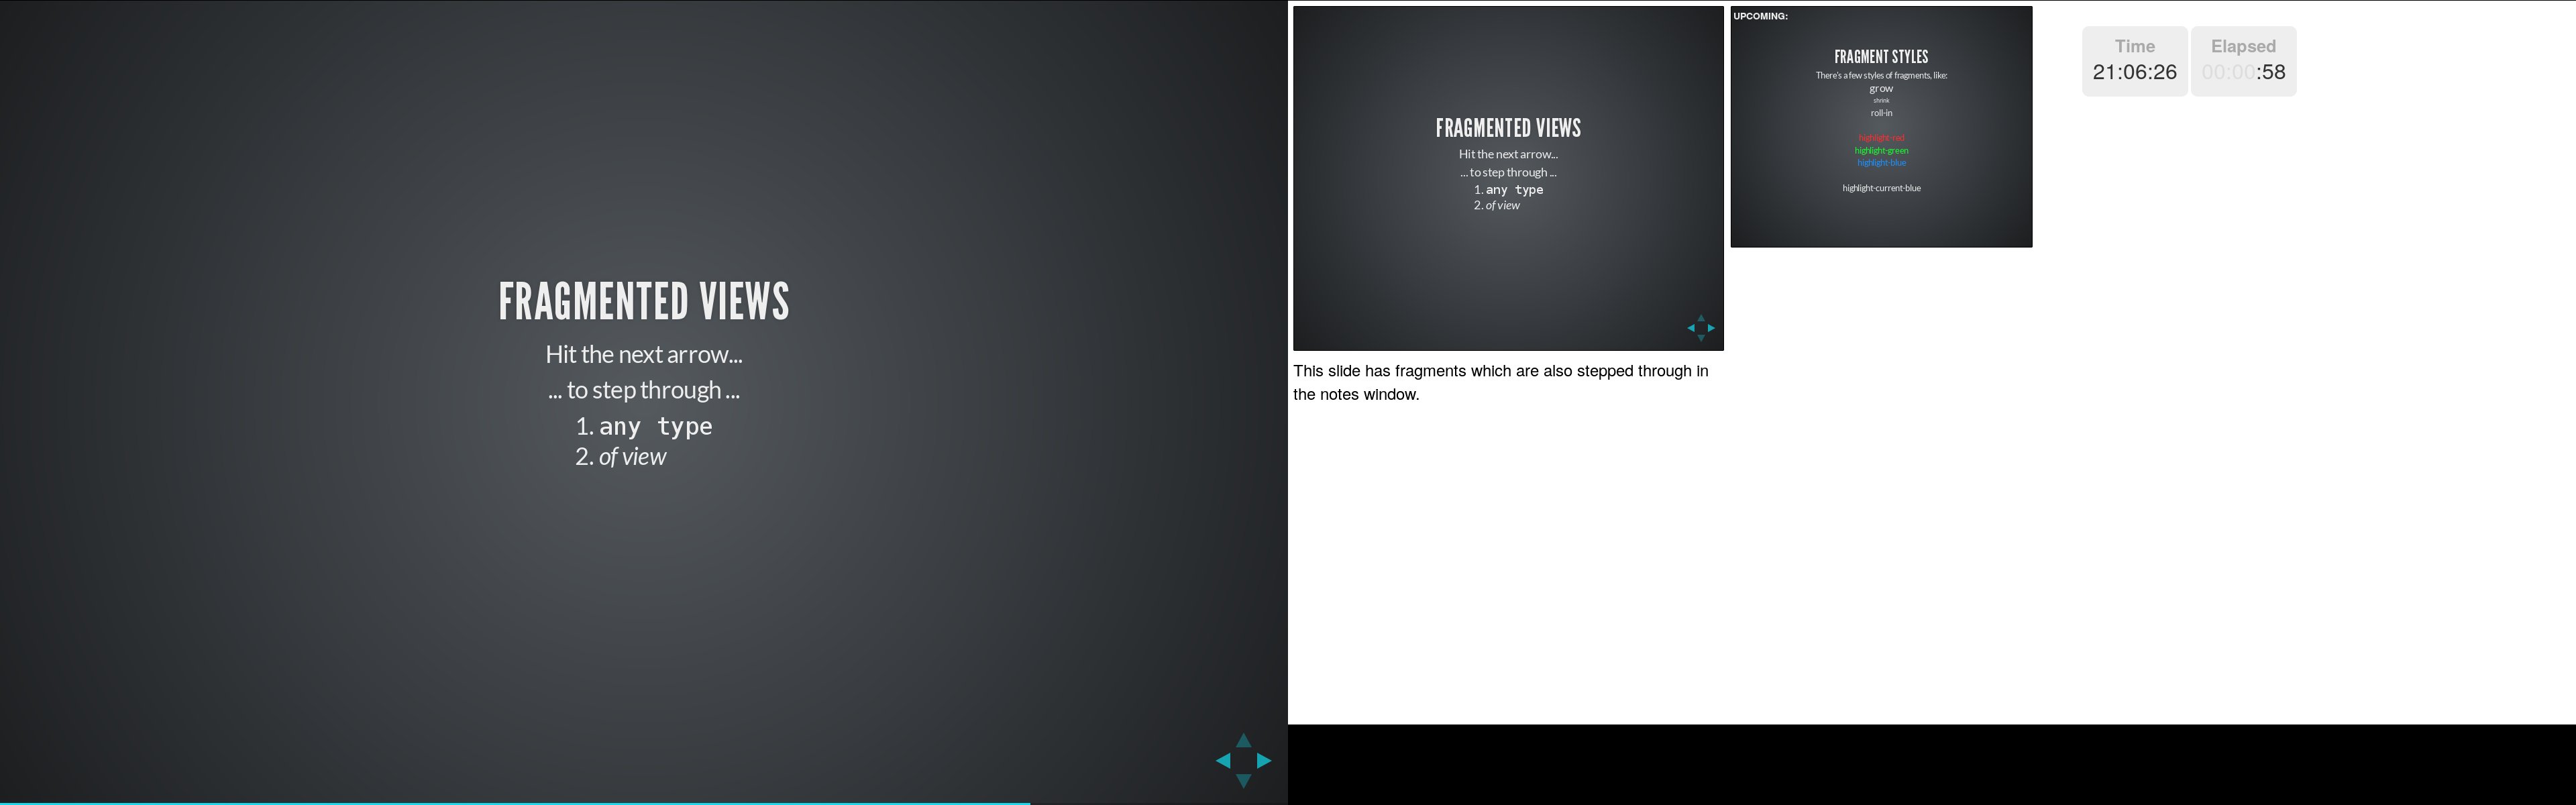 FRAGMENTED VIEWS
Hit the next arrow...
... to step through ...
1. any type
2. of view
FRAGMENTED VIEWS
Hit the next arrow...
... to step through ...
1. any type
2. of view
This slide has fragments which are also stepped through in
the notes window.
UPCOMING:
FRAGMENT STYLES
There's a few styles of fragments, like:
grow
shrink
roll-in
highlight-red
highlight-green
highlight-blue
highlight-current-blue
Time
21:06:26
Elapsed
00:00:58